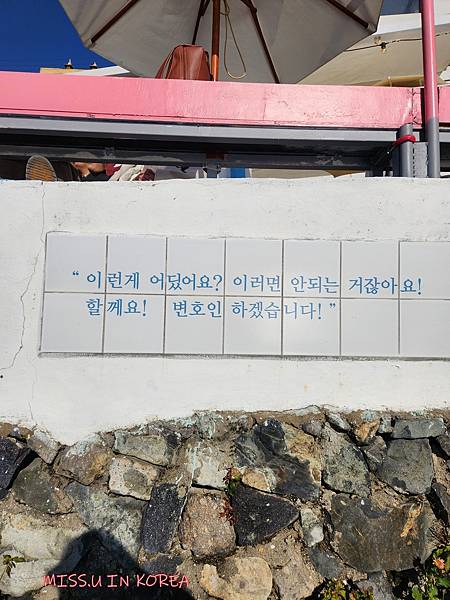 “ 이런게 어딨어요? 이러면 안되는 거잖아요!
할께요! 변호인 하겠습니다! ”
MISS.U IN KOREA